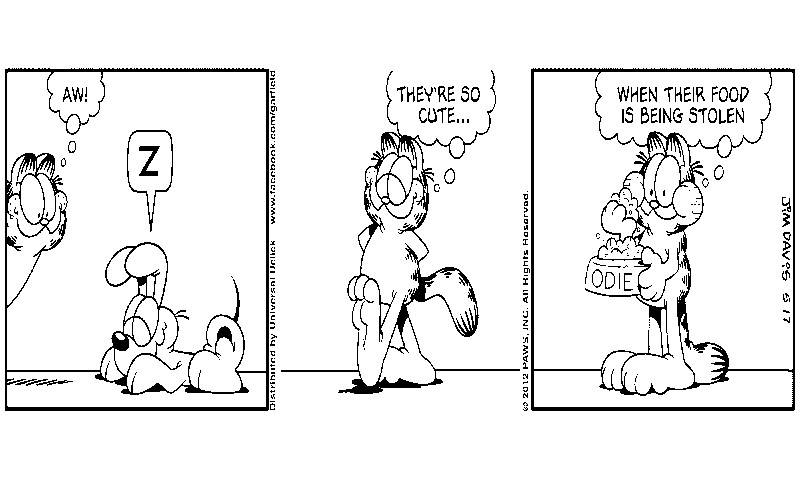 AW!
Z
Distributed by Universal Uclick www.facebook.com/garfield
THEY'RE SO
CUTE...
© 2012 PAWS, INC. All Rights Reserved.
WHEN THEIR FOOD
IS BEING STOLEN
ODIE
JIM DAVIS 5·17